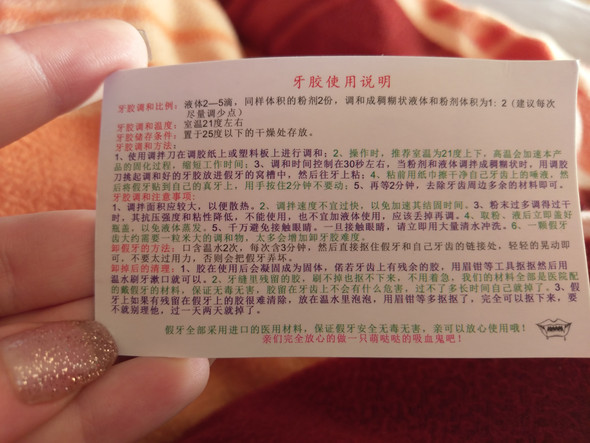 牙胶使用说明
牙胶调和比例：液体2—5滴，同样体积的粉剂2份，调和成稠糊状液体和粉剂体积为1：2（建议每次
尽量调少点）
牙胶调和温度：室温21度左右
牙胶储存条件：置于25度以下的干燥处存放。
牙胶调和方法：
1、使用调拌刀在调胶纸上或塑料板上进行调和；2、操作时，推荐室温为21度上下，高温会加速本产
品的固化过程，缩短工作时间；3、调和时间控制在30秒左右，当粉剂和液体调拌成稠糊状时，用调胶
刀挑起调和好的牙胶放进假牙的窝槽中，然后往牙上粘；4、粘前用纸巾擦干净自己牙齿上的唾液，然
后将假牙贴到自己的真牙上，用手按住2分钟不要动；5、再等2分钟，去除牙齿周边多余的材料即可。
牙胶调和注意事项：
1、调拌面积应较大，以便散热。2、调拌速度不宜过快，以免加速其结固时间。3、粉末过多调得过干
时，其抗压强度和粘性降低，不能使用，也不宜加液体使用，应该丢掉再调。4、取粉、液后立即盖好
瓶盖，以免液体蒸发。5、千万避免接触眼睛。一旦接触眼睛，请立即用大量清水冲洗。6、一颗假牙
齿大约需要一粒米大的调和物，太多会增加卸牙胶难度。
卸假牙的方法：含温水2次，每次含3分钟，然后直接抠住假牙和自己牙齿的链接处，轻轻的晃动即
可，不要太过用力，否则会把假牙弄坏。
卸掉后的清理：1、胶在使用后会凝固成为固体，偌若牙齿上有残余的胶，用眉钳等工具抠抠然后用
温水刷牙漱口就可以。2、牙缝里残留的胶，刷不掉也抠不下来，不用着急，我们的材料全部是医院配
的戴假牙的材料，保证无毒无害，胶留在牙齿上不会有什么危害，过不了多长时间自己就掉了。3、假
牙上如果有残留在假牙上的胶很难清除，放在温水里泡泡，用眉钳等多抠抠了，完全可以抠下来，要
不就别理他，过一天两天就掉了。
假牙全部采用进口的医用材料，保证假牙安全无毒无害。亲可以放心使用哦！
亲们完全放心的做一只萌哒哒的吸血鬼吧！